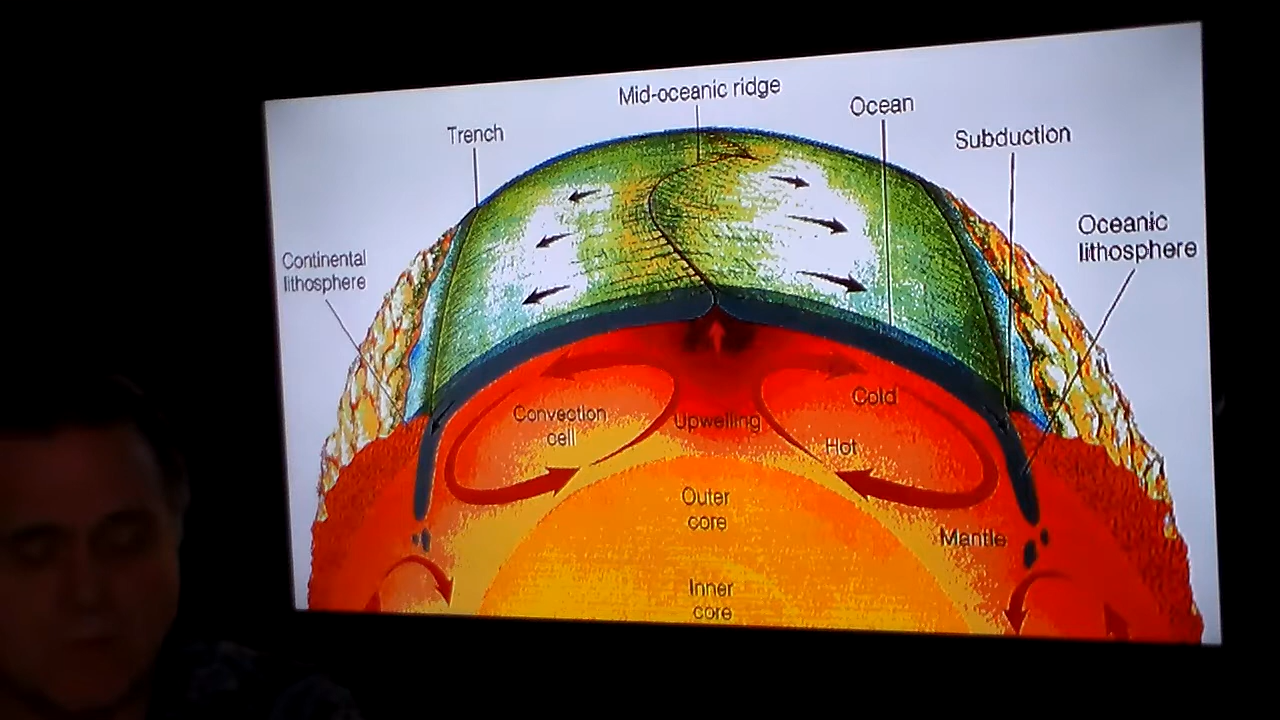 Mid-oceanic ridge
Ocean
Trench
Subduction
Oceanic
lithosphere
Continental
lithosphere
Cold
Convection
cell
Upwelling
Hot
Outer
core
Mantle
Inner
core